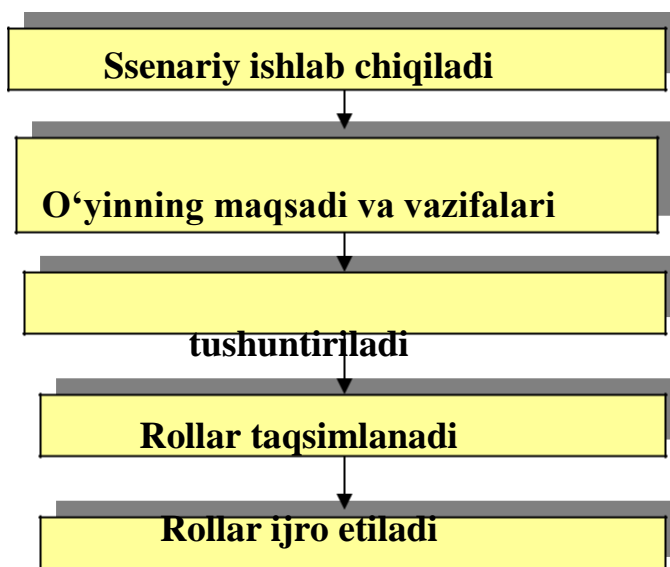 Ssenariy ishlab chiqiladi
O‘yinning maqsadi va vazifalari
tushuntiriladi
Rollar taqsimlanadi
Rollar ijro etiladi